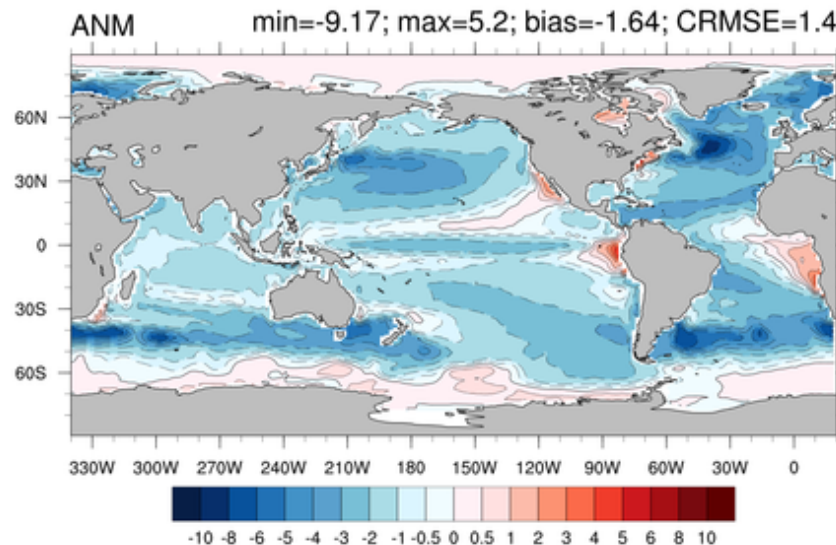 ANM min=-9.17; max=5.2; bias=-1.64; CRMSE=1.4
60N
30N
0
30S
60S
330W 300W 270W 240W 210W 180 150W 120W 90W 60W 30W 0
-10 -8 -6 -5 -4 -3 -2 -1 -0.5 0 0.5 1 2 3 4 5 6 8 10